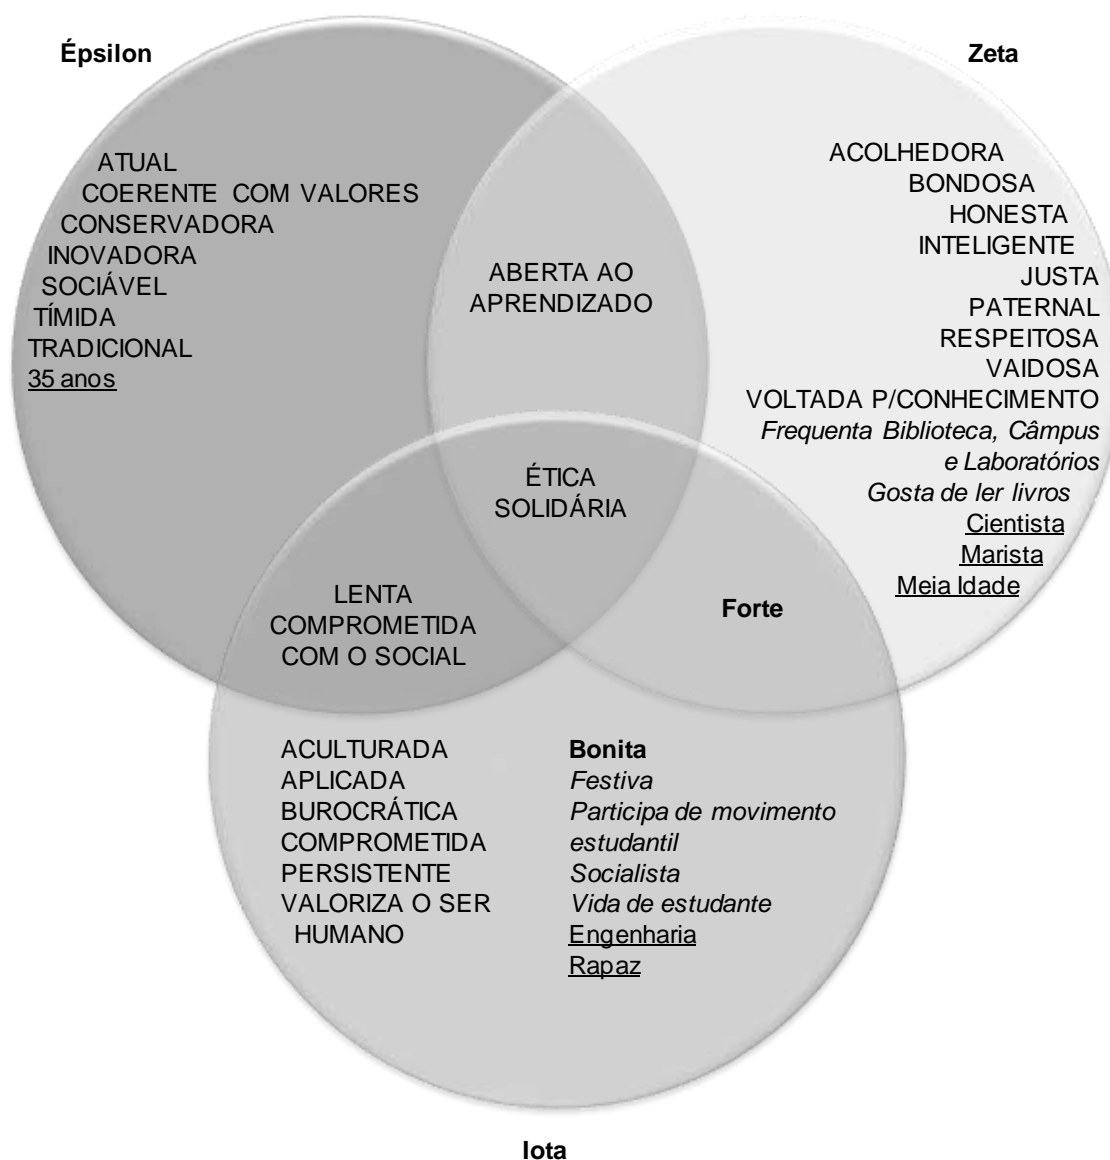 Épsilon
Zeta
ATUAL
COERENTE COM VALORES
CONSERVADORA
INOVADORA
SOCIÁVEL
TÍMIDA
TRADICIONAL
35 anos
ABERTA AO
APRENDIZADO
ACOLHEDORA
BONDOSA
HONESTA
INTELIGENTE
JUSTA
PATERNAL
RESPEITOSA
VAIDOSA
VOLTADA P/CONHECIMENTO
Frequenta Biblioteca, Câmpus
e Laboratórios
Gosta de ler livros
Cientista
Marista
Meia Idade
ÉTICA
SOLIDÁRIA
LENTA
COMPROMETIDA
COM O SOCIAL
Forte
ACULTURADA
APLICADA
BUROCRÁTICA
COMPROMETIDA
PERSISTENTE
VALORIZA O SER
HUMANO
Bonita
Festiva
Participa de movimento
estudantil
Socialista
Vida de estudante
Engenharia
Rapaz
Iota